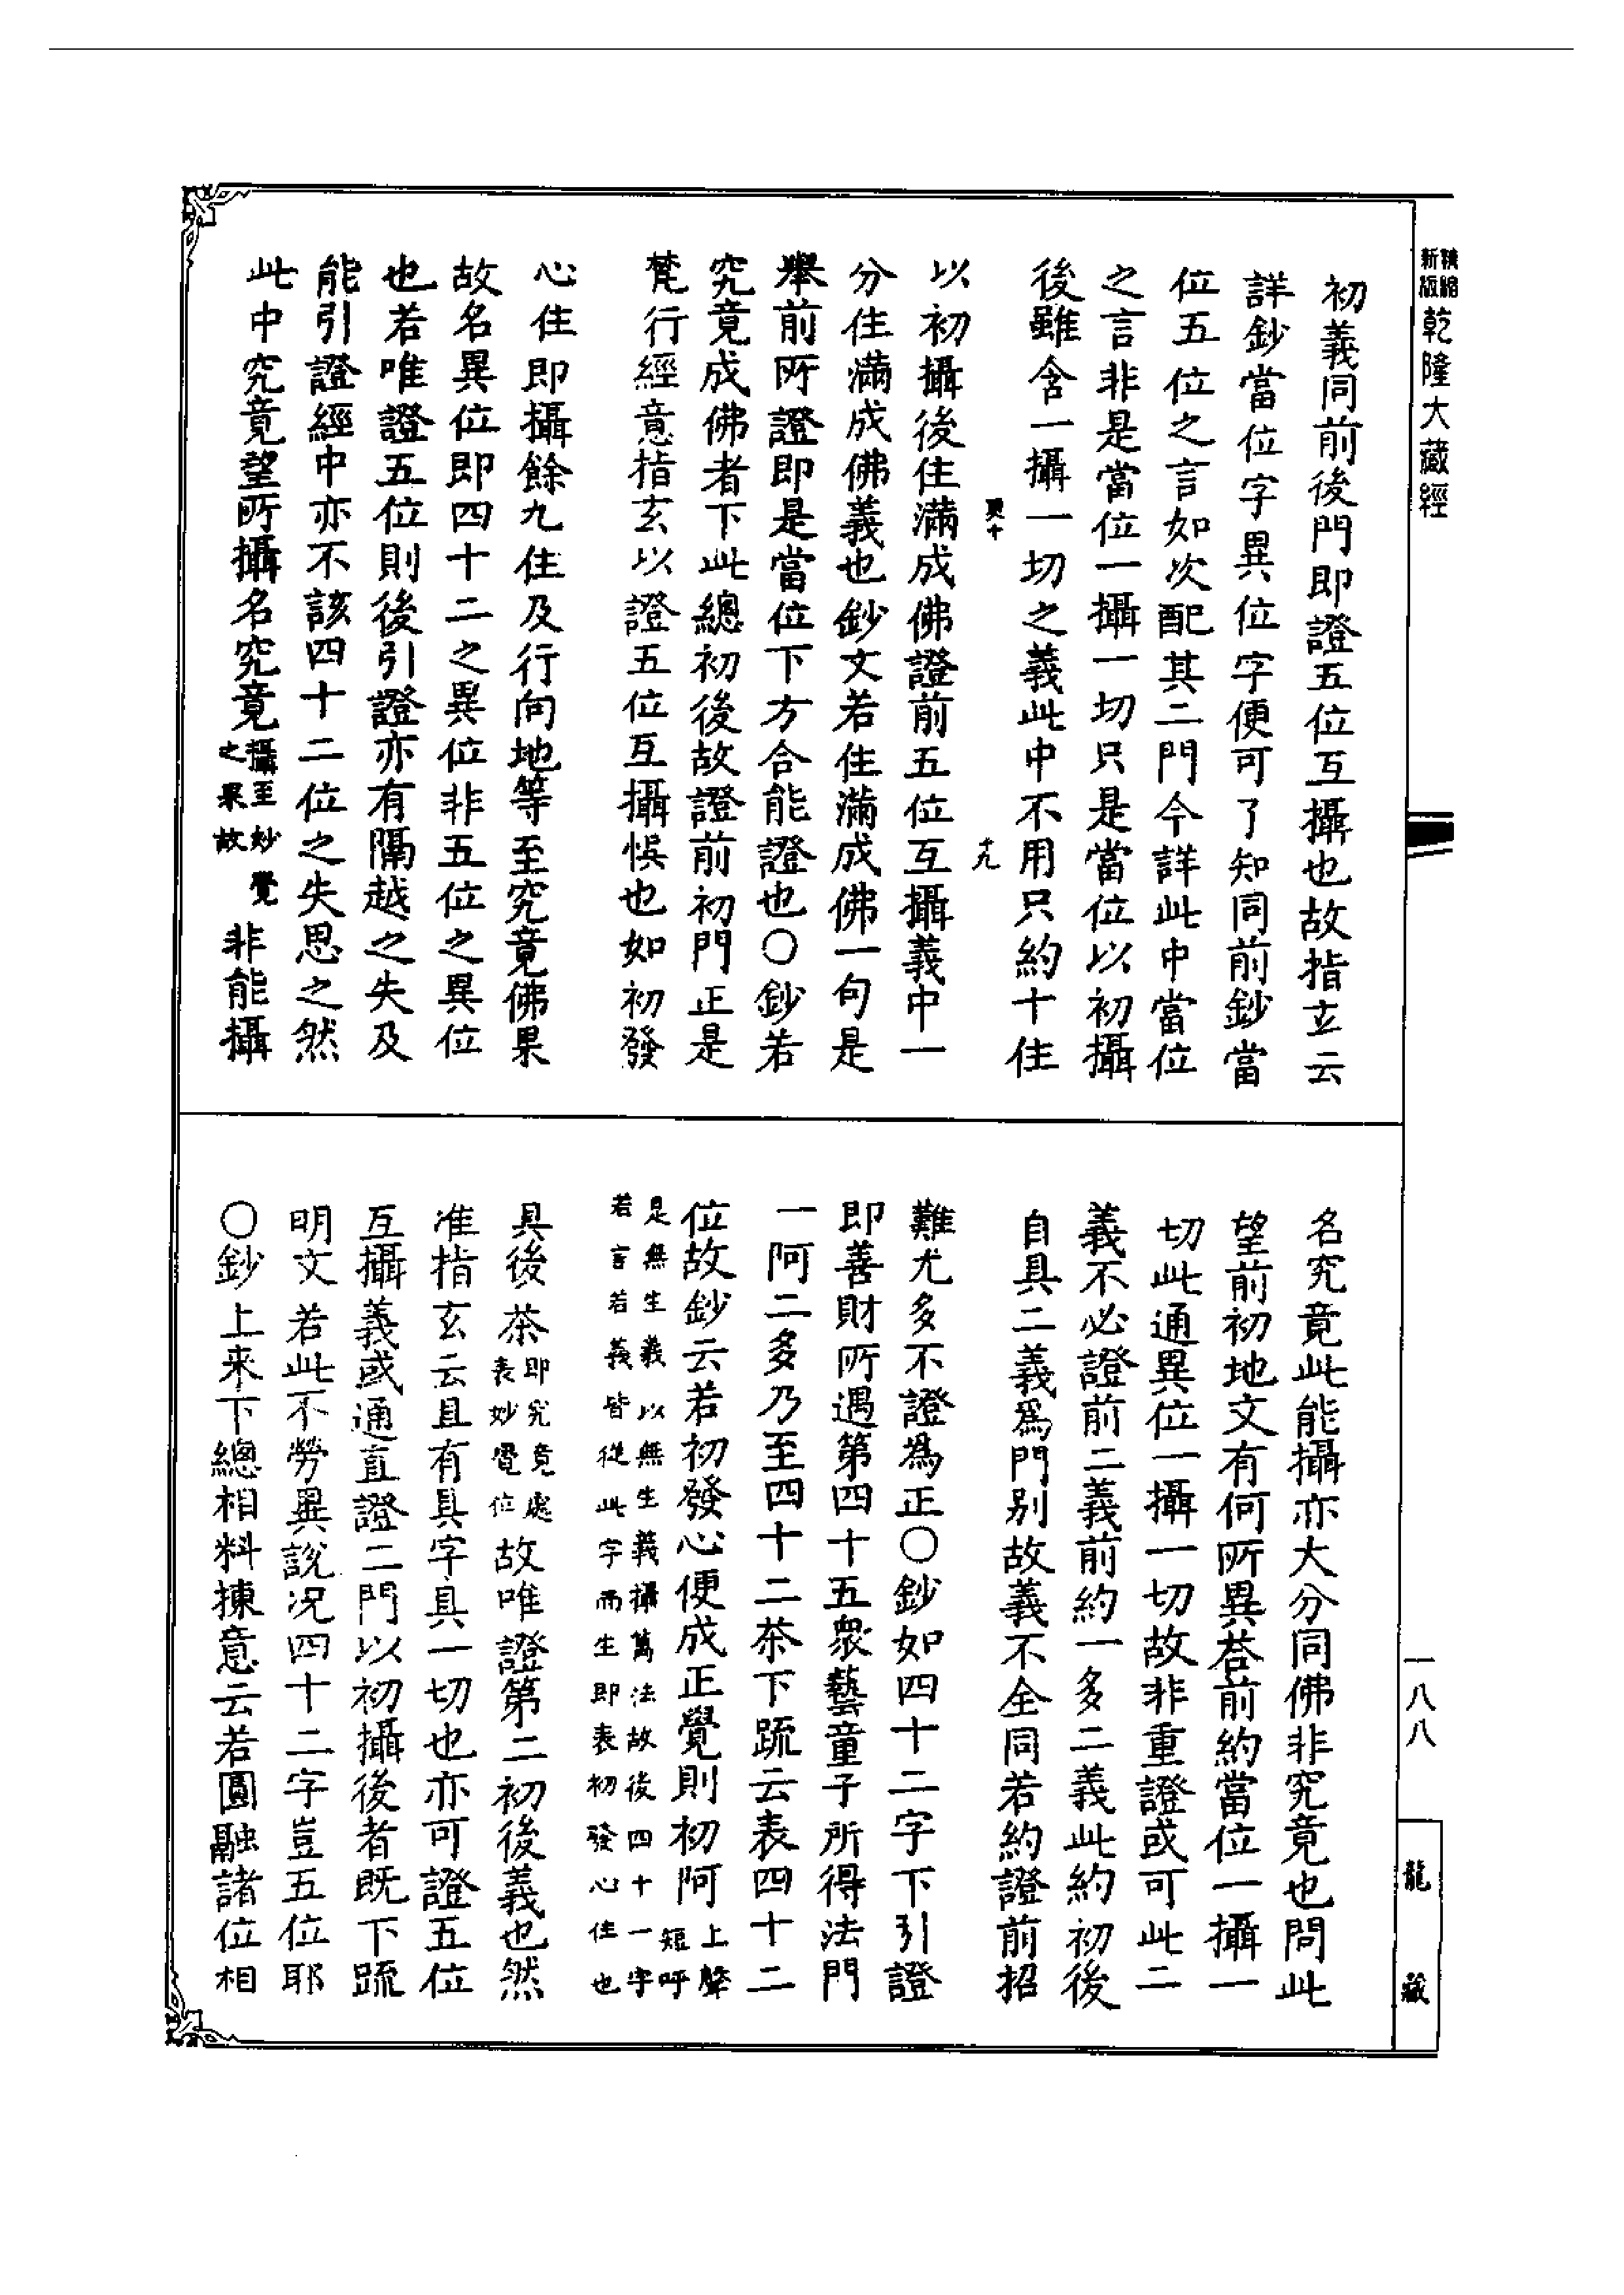 精縮
新版
乾隆大藏經
初義同前後門即證五位互攝也故指玄云
詳鈔當位字異位字便可了知同前鈔當
位五位之言如次配其二門今詳此中當位
之言非是當位一攝一切只是當位以初攝
後雖含一攝一切之義此中不用只約十住
十九
以初攝後住滿成佛證前五位互攝義中一
分住滿成佛義也鈔文若住滿成佛一句是
舉前所證即是當位下方合能證也〇鈔若
究竟成佛者下此總初後故證前初門正是
梵行經意指玄以證五位互攝悞也如初發
心住即攝餘九住及行向地等至究竟佛果
故名異位即四十二之異位非五位之異位
也若唯證五位則後引證亦有隔越之失及
能引證經中亦不該四十二位之失思之然
此中究竟望所攝名究竟攝至妙覺之果故非能攝
名究竟此能攝亦大分同佛非究竟也問此
望前初地文有何所異荅前約當位一攝一
切此通異位一攝一切故非重證或可此二
義不必證前二義前約一多二義此約初後
自具二義爲門別故義不全同若約證前招
難尤多不證爲正〇鈔如四十二字下引證
即善財所遇第四十五衆藝童子所得法門
一阿二多乃至四十二茶下䟽云表四十二
位故鈔云若初發心便成正覺則初阿上聲短呼
是無生義以無生義攝萬法故後四十一字
若言若義皆從此字而生即表初發心住也
具後茶即究竟處表妙覺位故唯證第二初後義也然
准指玄云且有具字具一切也亦可證五位
互攝義或通直證二門以初攝後者既下䟽
明文若此不勞異說况四十二字豈五位耶
〇鈔上來下總相料揀意云若圓融諸位相
一八八
龍藏